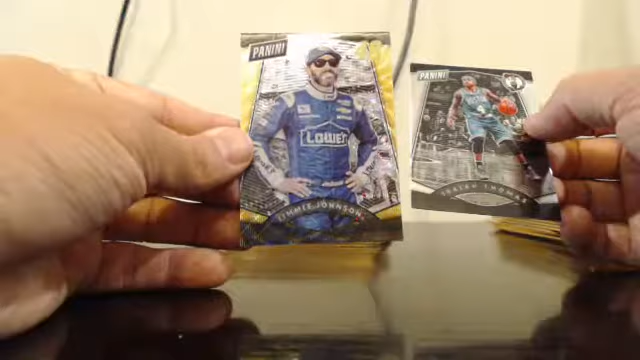 PANINI
LOWE'S
JIMMIE JOHNSON
PANINI
ISAIAH THOMAS